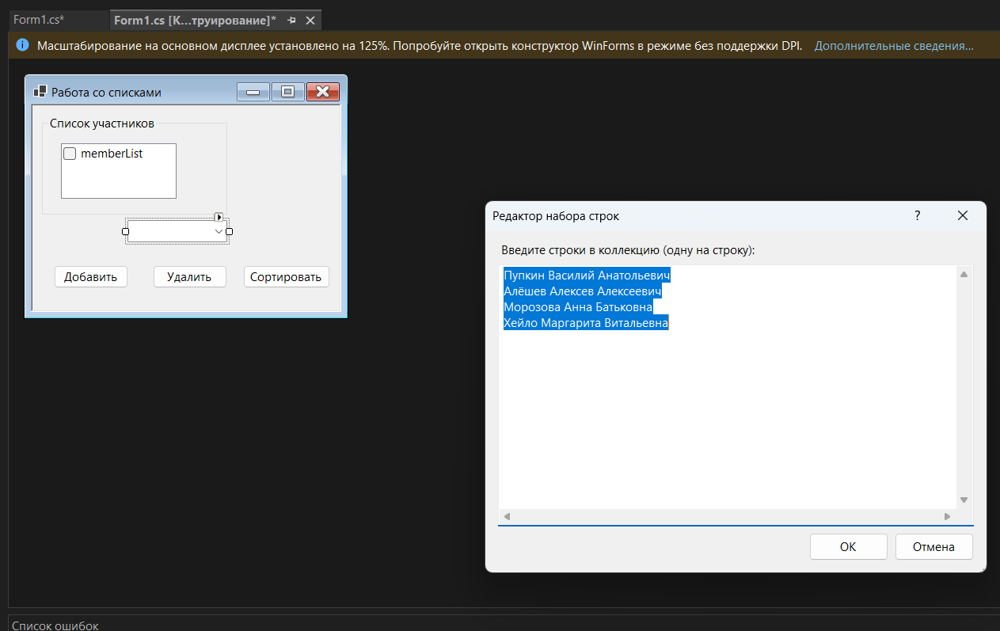 Form1.cs*
Form1.cs [К...труирование]*
Масштабирование на основном дисплее установлено на 125%. Попробуйте открыть конструктор WinForms в режиме без поддержки DPI. Дополнительные сведения...
Работа со списками
Список участников
memberList
Добавить
Удалить
Сортировать
Редактор набора строк
?
Введите строки в коллекцию (одну на строку):
Пупкин Василий Анатольевич
Алёшев Алексев Алексеевич
Морозова Анна Батьковна
Хейло Маргарита Витальевна
ОК
Отмена
Список ошибок